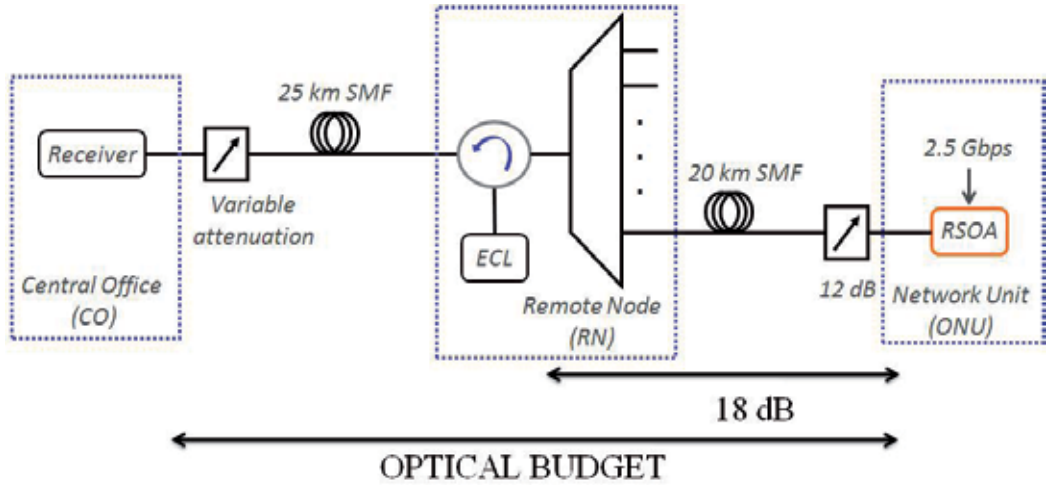 25 km SMF
2.5 Gbps
Receiver
20 km SMF
RSOA
Variable
attenuation
ECL
12 dB
Central Office
(CO)
Remote Node
(RN)
Network Unit
(ONU)
18 dB
OPTICAL BUDGET